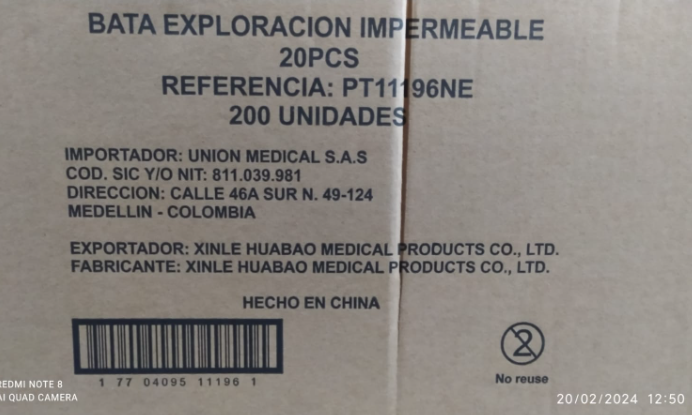 BATA EXPLORACION IMPERMEABLE
20PCS
REFERENCIA: PT11196NE
200 UNIDADES
IMPORTADOR: UNION MEDICAL S.A.S
COD. SIC Y/O NIT: 811.039.981
DIRECCION: CALLE 46A SUR N. 49-124
MEDELLIN - COLOMBIA
EXPORTADOR: XINLE HUABAO MEDICAL PRODUCTS CO., LTD.
FABRICANTE: XINLE HUABAO MEDICAL PRODUCTS CO., LTD.
HECHO EN CHINA
1 77 04095 11196 1
2
No reuse
REDMI NOTE 8
AI QUAD CAMERA
20/02/2024 12:50